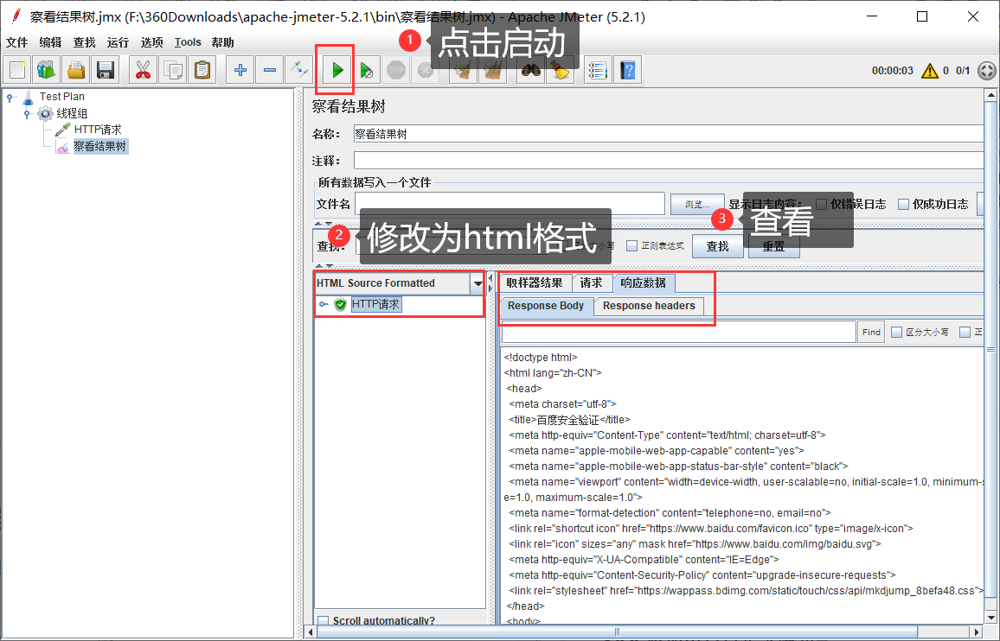 察看结果树.jmx (F:\360Downloads\apache-jmeter-5.2.1\bin\察看结果树.jmx) - Apache JMeter (5.2.1)
文件 编辑 查找 运行 选项 Tools 帮助
1 点击启动
STOP
00:00:03 0 0/1
Test Plan
线程组
HTTP请求
察看结果树
察看结果树
名称： 察看结果树
注释：
所有数据写入一个文件
文件名 浏览... 显示日志内容： 仅错误日志 仅成功日志
2 修改为html格式
3 查看
查找: 区分大小写 正则表达式 查找 重置
HTML Source Formatted
HTTP请求
取样器结果 请求 响应数据
Response Body Response headers
Find 区分大小写 正
<!doctype html>
<html lang="zh-CN">
<head>
<meta charset="utf-8">
<title>百度安全验证</title>
<meta http-equiv="Content-Type" content="text/html; charset=utf-8">
<meta name="apple-mobile-web-app-capable" content="yes">
<meta name="apple-mobile-web-app-status-bar-style" content="black">
<meta name="viewport" content="width=device-width, user-scalable=no, initial-scale=1.0, minimum-s
e=1.0, maximum-scale=1.0">
<meta name="format-detection" content="telephone=no, email=no">
<link rel="shortcut icon" href="https://www.baidu.com/favicon.ico" type="image/x-icon">
<link rel="icon" sizes="any" mask href="https://www.baidu.com/img/baidu.svg">
<meta http-equiv="X-UA-Compatible" content="IE=Edge">
<meta http-equiv="Content-Security-Policy" content="upgrade-insecure-requests">
<link rel="stylesheet" href="https://wappass.bdimg.com/static/touch/css/api/mkdjump_8befa48.css">
</head>
<body>
Scroll automatically?